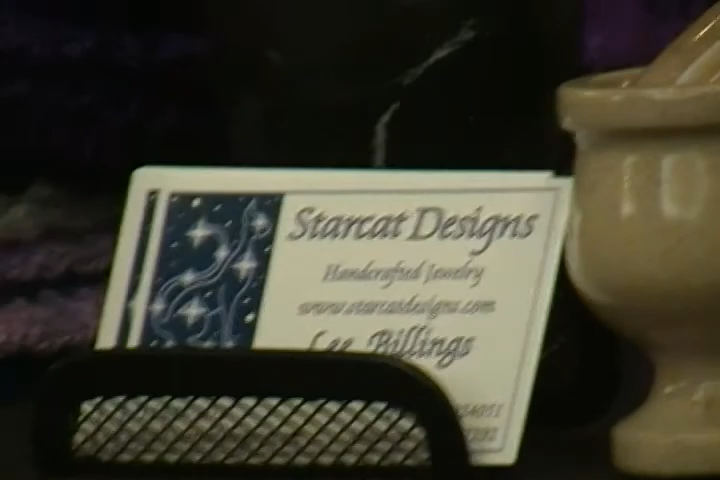 Starcat Designs
Handcrafted Jewelry
www.starcatdesigns.com
Lee Billings